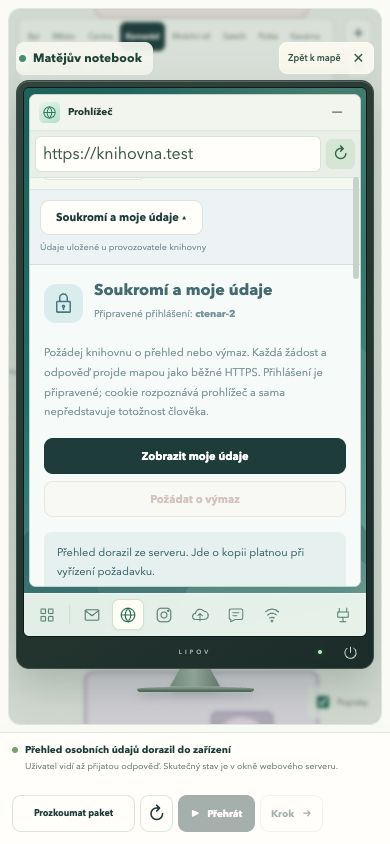 Matějův notebook
Zpět k mapě ✕
Prohlížeč
https://knihovna.test
Soukromí a moje údaje
Údaje uložené u provozovatele knihovny
Soukromí a moje údaje
Připravené přihlášení: ctenar-2
Požádej knihovnu o přehled nebo výmaz. Každá žádost a
odpověď projde mapou jako běžné HTTPS. Přihlášení je
připravené; cookie rozpoznává prohlížeč a sama
nepředstavuje totožnost člověka.
Zobrazit moje údaje
Požádat o výmaz
Přehled dorazil ze serveru. Jde o kopii platnou při
vyřízení požadavku.
LIPOV
Přehled osobních údajů dorazil do zařízení
Uživatel vidí až přijatou odpověď. Skutečný stav je v okně webového serveru.
Prozkoumat paket
Přehrát
Krok →